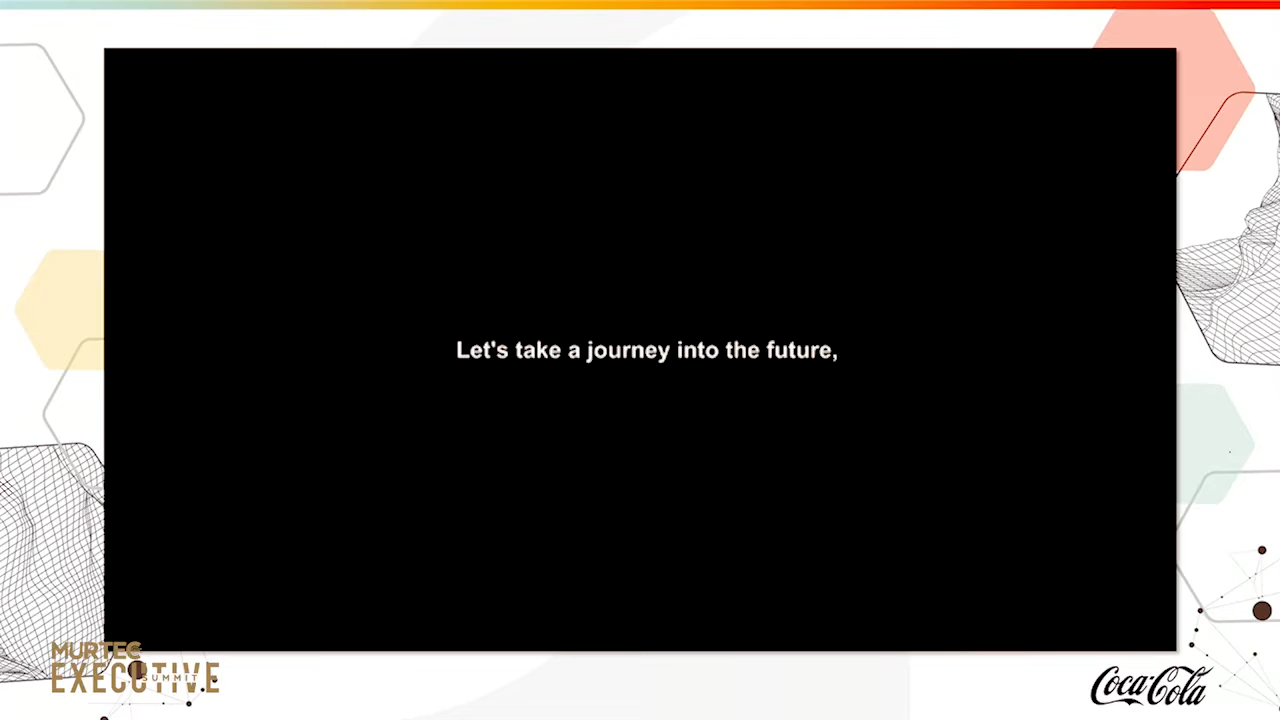 Let's take a journey into the future,
MURTEC
EXECUTIVE
SUMMIT
Coca-Cola